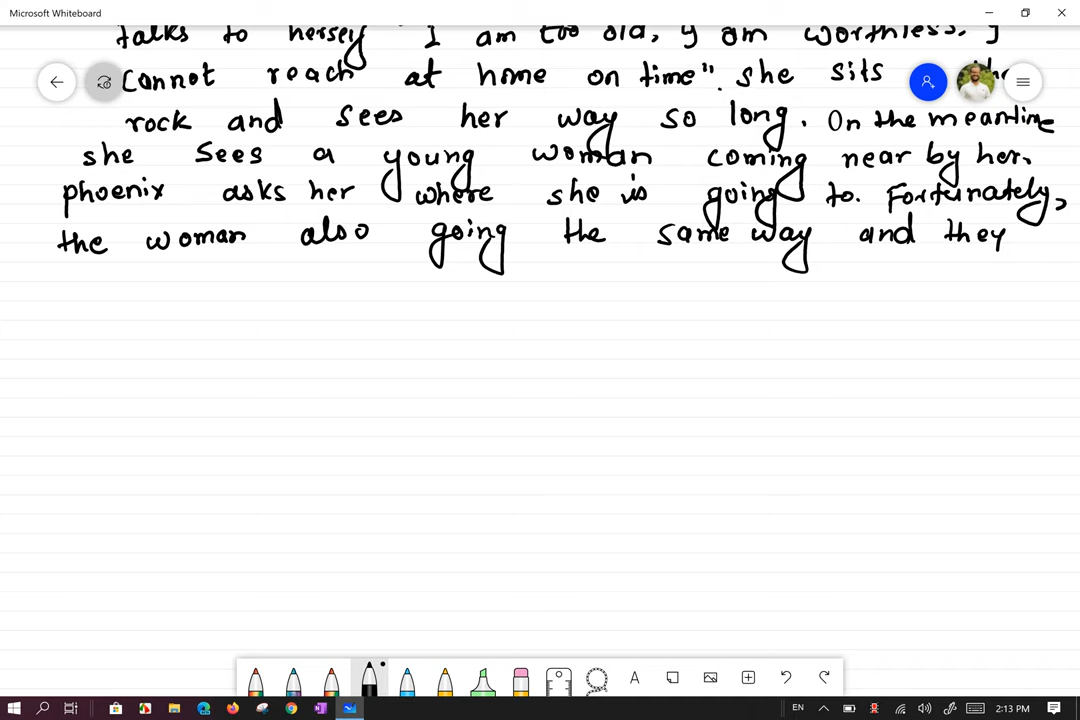 Microsoft Whiteboard
talks to herself "I am too old, I am worthless. I
cannot reach at home on time". she sits the
rock and sees her way so long. On the meantime
she sees a young woman coming near by her.
phoenix asks her where she is going to. Fortunately,
the woman also going the same way and they
EN 2:13 PM